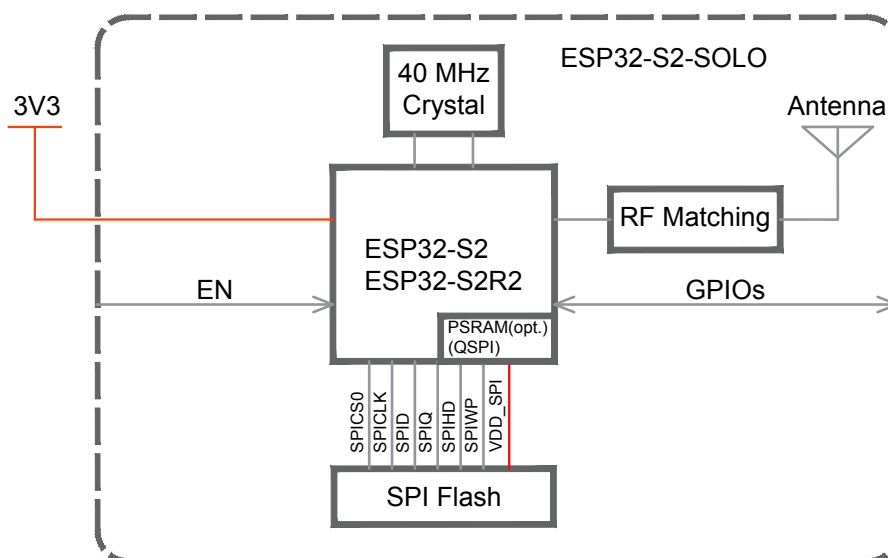 ESP32-S2-SOLO
40 MHz
Crystal
3V3
Antenna
RF Matching
ESP32-S2
ESP32-S2R2
EN
GPIOs
PSRAM(opt.)
(QSPI)
SPICS0
SPICLK
SPID
SPIQ
SPIHD
SPIWP
VDD_SPI
SPI Flash